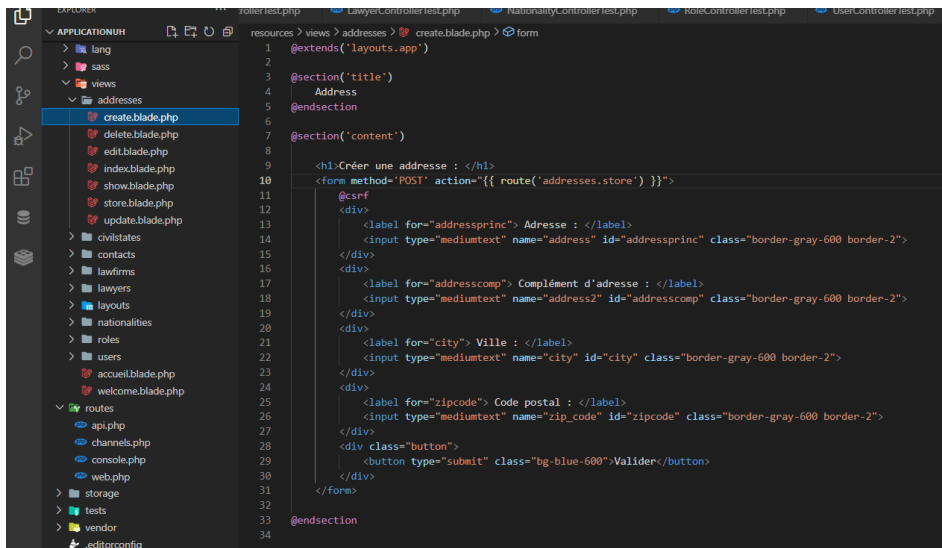 EXPLORER ...
rollerTest.php LawyerControllerTest.php NationalityControllerTest.php RoleControllerTest.php UserControllerTest.php
APPLICATIONUH
resources > views > addresses > create.blade.php > form
lang
sass
views
addresses
create.blade.php
delete.blade.php
edit.blade.php
index.blade.php
show.blade.php
store.blade.php
update.blade.php
civilstates
contacts
lawfirms
lawyers
layouts
nationalities
roles
users
accueil.blade.php
welcome.blade.php
routes
api.php
channels.php
console.php
web.php
storage
tests
vendor
.editorconfig
1 @extends('layouts.app')
2
3 @section('title')
4 Address
5 @endsection
6
7 @section('content')
8
9 <h1>Créer une addresse : </h1>
10 <form method='POST' action="{{ route('addresses.store') }}">
11 @csrf
12 <div>
13 <label for="addressprinc"> Adresse : </label>
14 <input type="mediumtext" name="address" id="addressprinc" class="border-gray-600 border-2">
15 </div>
16 <div>
17 <label for="addresscomp"> Complément d'adresse : </label>
18 <input type="mediumtext" name="address2" id="addresscomp" class="border-gray-600 border-2">
19 </div>
20 <div>
21 <label for="city"> Ville : </label>
22 <input type="mediumtext" name="city" id="city" class="border-gray-600 border-2">
23 </div>
24 <div>
25 <label for="zipcode"> Code postal : </label>
26 <input type="mediumtext" name="zip_code" id="zipcode" class="border-gray-600 border-2">
27 </div>
28 <div class="button">
29 <button type="submit" class="bg-blue-600">Valider</button>
30 </div>
31 </form>
32
33 @endsection
34